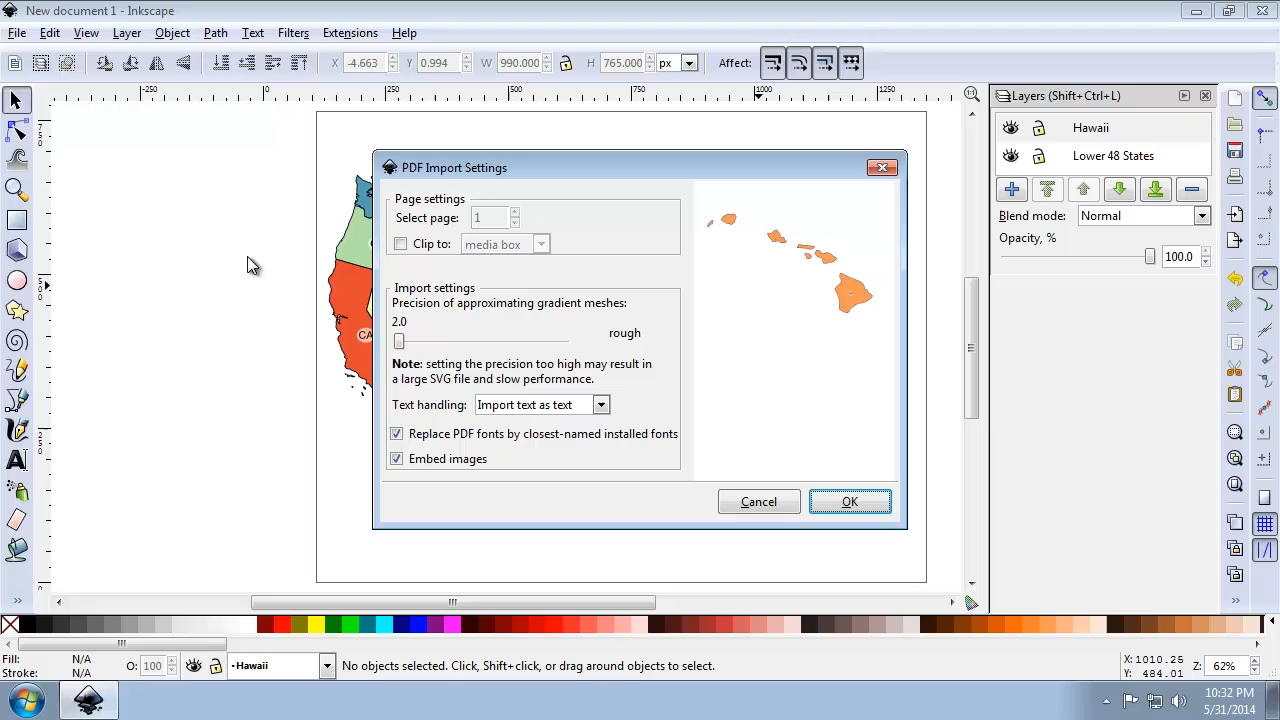 New document 1 - Inkscape
File Edit View Layer Object Path Text Filters Extensions Help
X -4.663 Y 0.994 W 990.000 H 765.000 px Affect:
-250 0 250 500 750 1000 1250
Layers (Shift+Ctrl+L)
Hawaii
Lower 48 States
Blend mode: Normal
Opacity, % 100.0
PDF Import Settings
Page settings
Select page: 1
Clip to: media box
Import settings
Precision of approximating gradient meshes:
2.0
rough
Note: setting the precision too high may result in
a large SVG file and slow performance.
Text handling: Import text as text
Replace PDF fonts by closest-named installed fonts
Embed images
Cancel OK
CA
Fill: N/A
Stroke: N/A
O: 100
•Hawaii
No objects selected. Click, Shift+click, or drag around objects to select.
X: 1010.25
Y: 484.01
Z: 62%
10:32 PM
5/31/2014